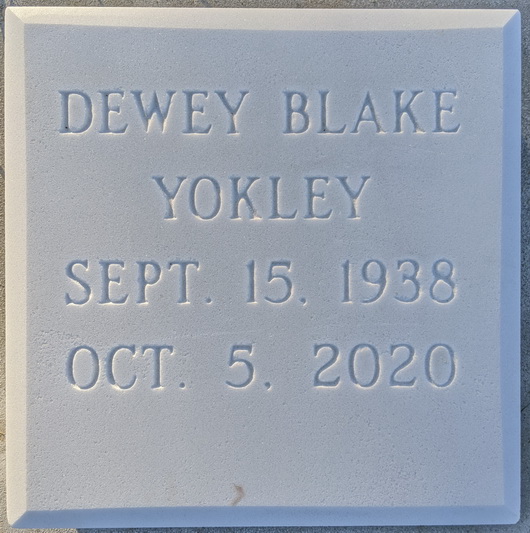 DEWEY BLAKE
YOKLEY
SEPT. 15, 1938
OCT. 5, 2020